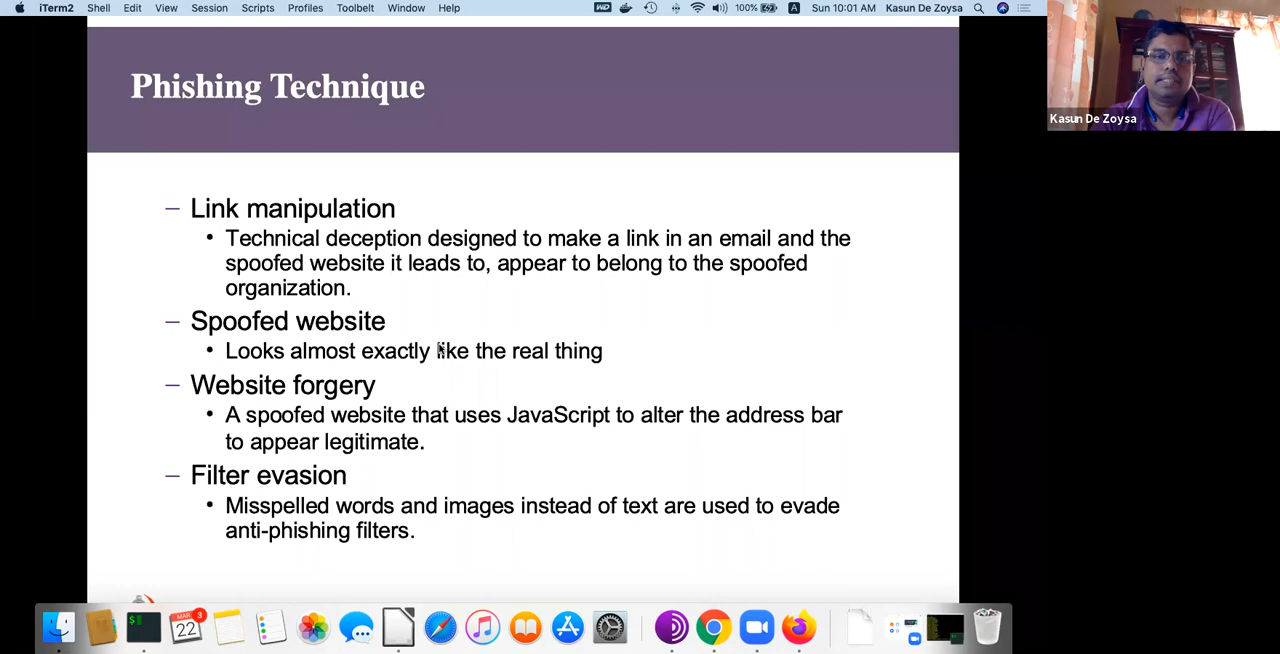 iTerm2 Shell Edit View Session Scripts Profiles Toolbelt Window Help 100% A Sun 10:01 AM Kasun De Zoysa
Phishing Technique
Kasun De Zoysa
– Link manipulation
• Technical deception designed to make a link in an email and the
spoofed website it leads to, appear to belong to the spoofed
organization.
– Spoofed website
• Looks almost exactly like the real thing
– Website forgery
• A spoofed website that uses JavaScript to alter the address bar
to appear legitimate.
– Filter evasion
• Misspelled words and images instead of text are used to evade
anti-phishing filters.
MAR 3
22